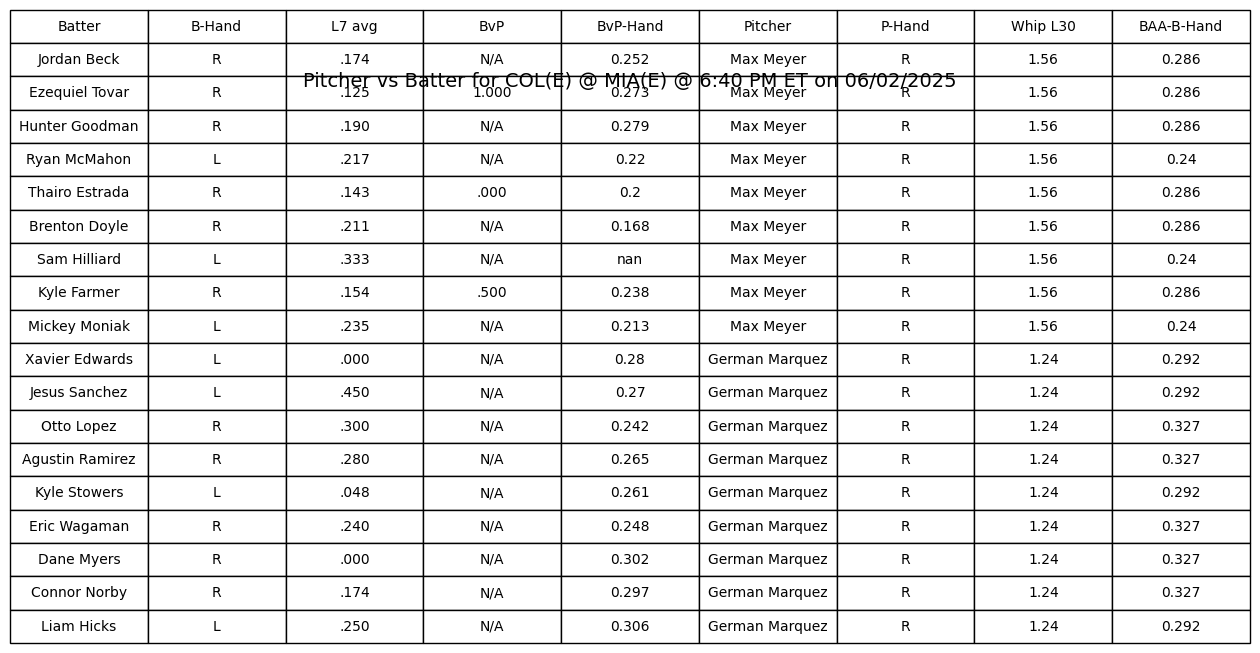 Batter B-Hand L7 avg BvP BvP-Hand Pitcher P-Hand Whip L30 BAA-B-Hand
Jordan Beck R .174 N/A 0.252 Max Meyer R 1.56 0.286
Pitcher vs Batter for COL(E) @ MIA(E) @ 6:40 PM ET on 06/02/2025
Ezequiel Tovar R .125 1.000 0.273 Max Meyer R 1.56 0.286
Hunter Goodman R .190 N/A 0.279 Max Meyer R 1.56 0.286
Ryan McMahon L .217 N/A 0.22 Max Meyer R 1.56 0.24
Thairo Estrada R .143 .000 0.2 Max Meyer R 1.56 0.286
Brenton Doyle R .211 N/A 0.168 Max Meyer R 1.56 0.286
Sam Hilliard L .333 N/A nan Max Meyer R 1.56 0.24
Kyle Farmer R .154 .500 0.238 Max Meyer R 1.56 0.286
Mickey Moniak L .235 N/A 0.213 Max Meyer R 1.56 0.24
Xavier Edwards L .000 N/A 0.28 German Marquez R 1.24 0.292
Jesus Sanchez L .450 N/A 0.27 German Marquez R 1.24 0.292
Otto Lopez R .300 N/A 0.242 German Marquez R 1.24 0.327
Agustin Ramirez R .280 N/A 0.265 German Marquez R 1.24 0.327
Kyle Stowers L .048 N/A 0.261 German Marquez R 1.24 0.292
Eric Wagaman R .240 N/A 0.248 German Marquez R 1.24 0.327
Dane Myers R .000 N/A 0.302 German Marquez R 1.24 0.327
Connor Norby R .174 N/A 0.297 German Marquez R 1.24 0.327
Liam Hicks L .250 N/A 0.306 German Marquez R 1.24 0.292